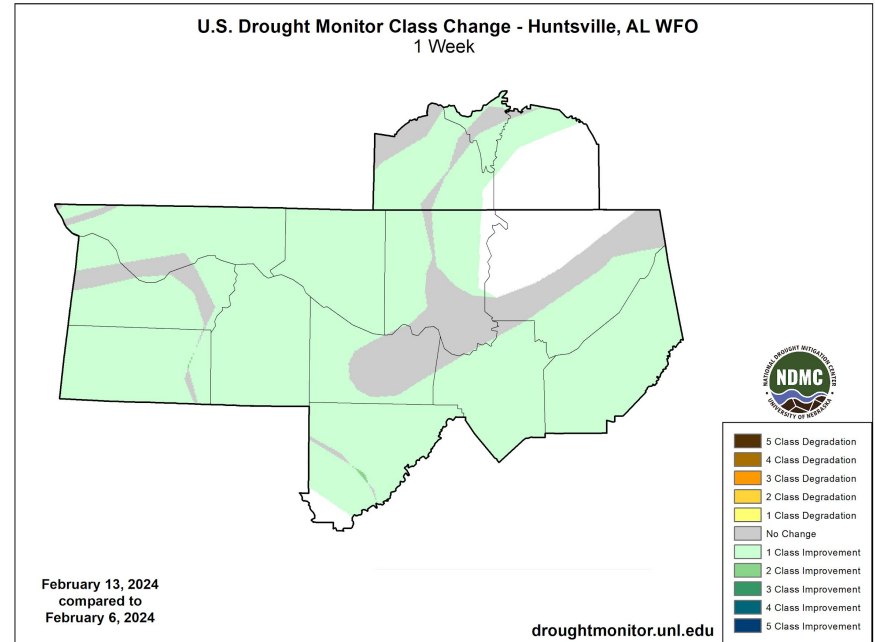 U.S. Drought Monitor Class Change - Huntsville, AL WFO
1 Week
NATIONAL DROUGHT MITIGATION CENTER
NDMC
UNIVERSITY OF NEBRASKA
5 Class Degradation
4 Class Degradation
3 Class Degradation
2 Class Degradation
1 Class Degradation
No Change
1 Class Improvement
2 Class Improvement
3 Class Improvement
4 Class Improvement
5 Class Improvement
February 13, 2024
compared to
February 6, 2024
droughtmonitor.unl.edu